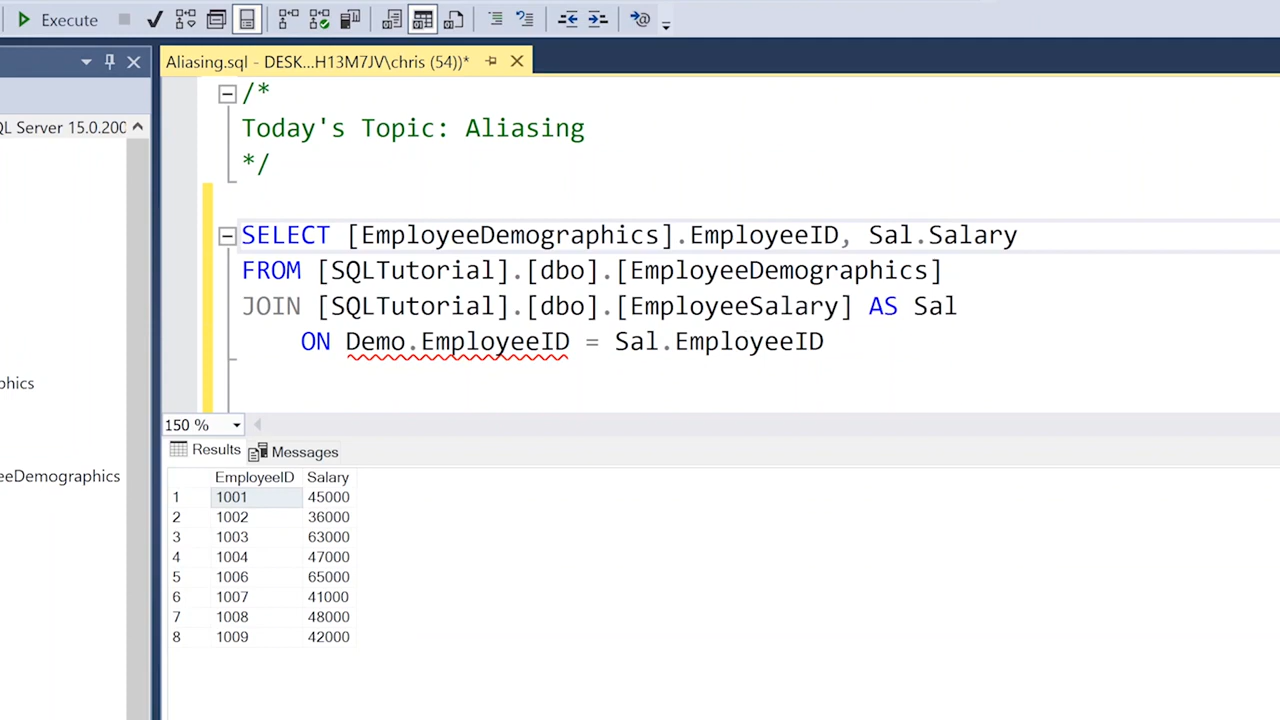 Execute
Aliasing.sql - DESK...H13M7JV\chris (54))*
QL Server 15.0.200
/*
Today's Topic: Aliasing
*/
SELECT [EmployeeDemographics].EmployeeID, Sal.Salary
FROM [SQLTutorial].[dbo].[EmployeeDemographics]
JOIN [SQLTutorial].[dbo].[EmployeeSalary] AS Sal
ON Demo.EmployeeID = Sal.EmployeeID
phics
eeDemographics
150 %
Results Messages
EmployeeID Salary
1 1001 45000
2 1002 36000
3 1003 63000
4 1004 47000
5 1006 65000
6 1007 41000
7 1008 48000
8 1009 42000